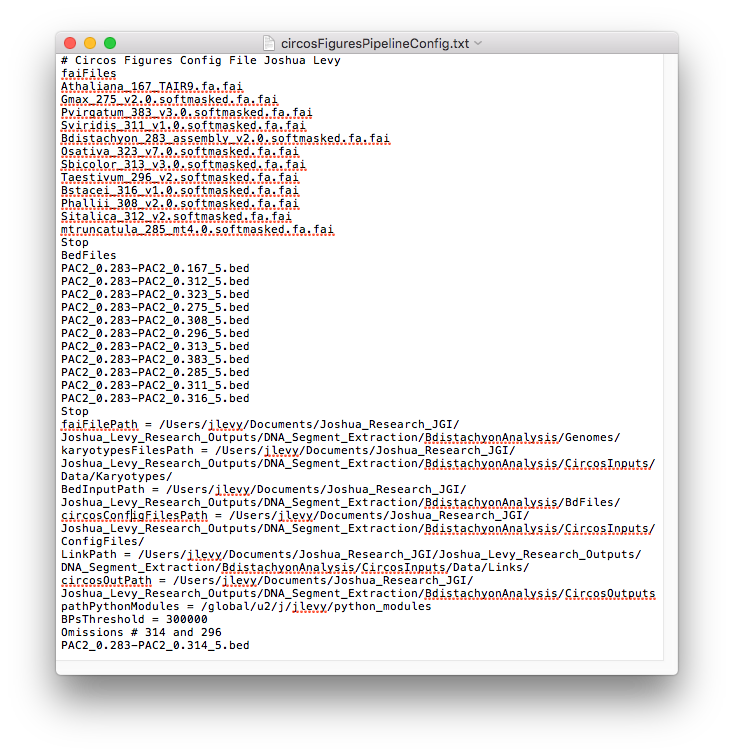 circosFiguresPipelineConfig.txt
# Circos Figures Config File Joshua Levy
faiFiles
Athaliana_167_TAIR9.fa.fai
Gmax_275_v2.0.softmasked.fa.fai
Pvirgatum_383_v3.0.softmasked.fa.fai
Sviridis_311_v1.0.softmasked.fa.fai
Bdistachyon_283_assembly_v2.0.softmasked.fa.fai
Osativa_323_v7.0.softmasked.fa.fai
Sbicolor_313_v3.0.softmasked.fa.fai
Taestivum_296_v2.softmasked.fa.fai
Bstacei_316_v1.0.softmasked.fa.fai
Phallii_308_v2.0.softmasked.fa.fai
Sitalica_312_v2.softmasked.fa.fai
mtruncatula_285_mt4.0.softmasked.fa.fai
Stop
BedFiles
PAC2_0.283-PAC2_0.167_5.bed
PAC2_0.283-PAC2_0.312_5.bed
PAC2_0.283-PAC2_0.323_5.bed
PAC2_0.283-PAC2_0.275_5.bed
PAC2_0.283-PAC2_0.308_5.bed
PAC2_0.283-PAC2_0.296_5.bed
PAC2_0.283-PAC2_0.313_5.bed
PAC2_0.283-PAC2_0.383_5.bed
PAC2_0.283-PAC2_0.285_5.bed
PAC2_0.283-PAC2_0.311_5.bed
PAC2_0.283-PAC2_0.316_5.bed
Stop
faiFilePath = /Users/jlevy/Documents/Joshua_Research_JGI/
Joshua_Levy_Research_Outputs/DNA_Segment_Extraction/BdistachyonAnalysis/Genomes/
karyotypesFilesPath = /Users/jlevy/Documents/Joshua_Research_JGI/
Joshua_Levy_Research_Outputs/DNA_Segment_Extraction/BdistachyonAnalysis/CircosInputs/
Data/Karyotypes/
BedInputPath = /Users/jlevy/Documents/Joshua_Research_JGI/
Joshua_Levy_Research_Outputs/DNA_Segment_Extraction/BdistachyonAnalysis/BdFiles/
circosConfigFilesPath = /Users/jlevy/Documents/Joshua_Research_JGI/
Joshua_Levy_Research_Outputs/DNA_Segment_Extraction/BdistachyonAnalysis/CircosInputs/
ConfigFiles/
LinkPath = /Users/jlevy/Documents/Joshua_Research_JGI/Joshua_Levy_Research_Outputs/
DNA_Segment_Extraction/BdistachyonAnalysis/CircosInputs/Data/Links/
circosOutPath = /Users/jlevy/Documents/Joshua_Research_JGI/
Joshua_Levy_Research_Outputs/DNA_Segment_Extraction/BdistachyonAnalysis/CircosOutputs
pathPythonModules = /global/u2/j/jlevy/python_modules
BPsThreshold = 300000
Omissions # 314 and 296
PAC2_0.283-PAC2_0.314_5.bed